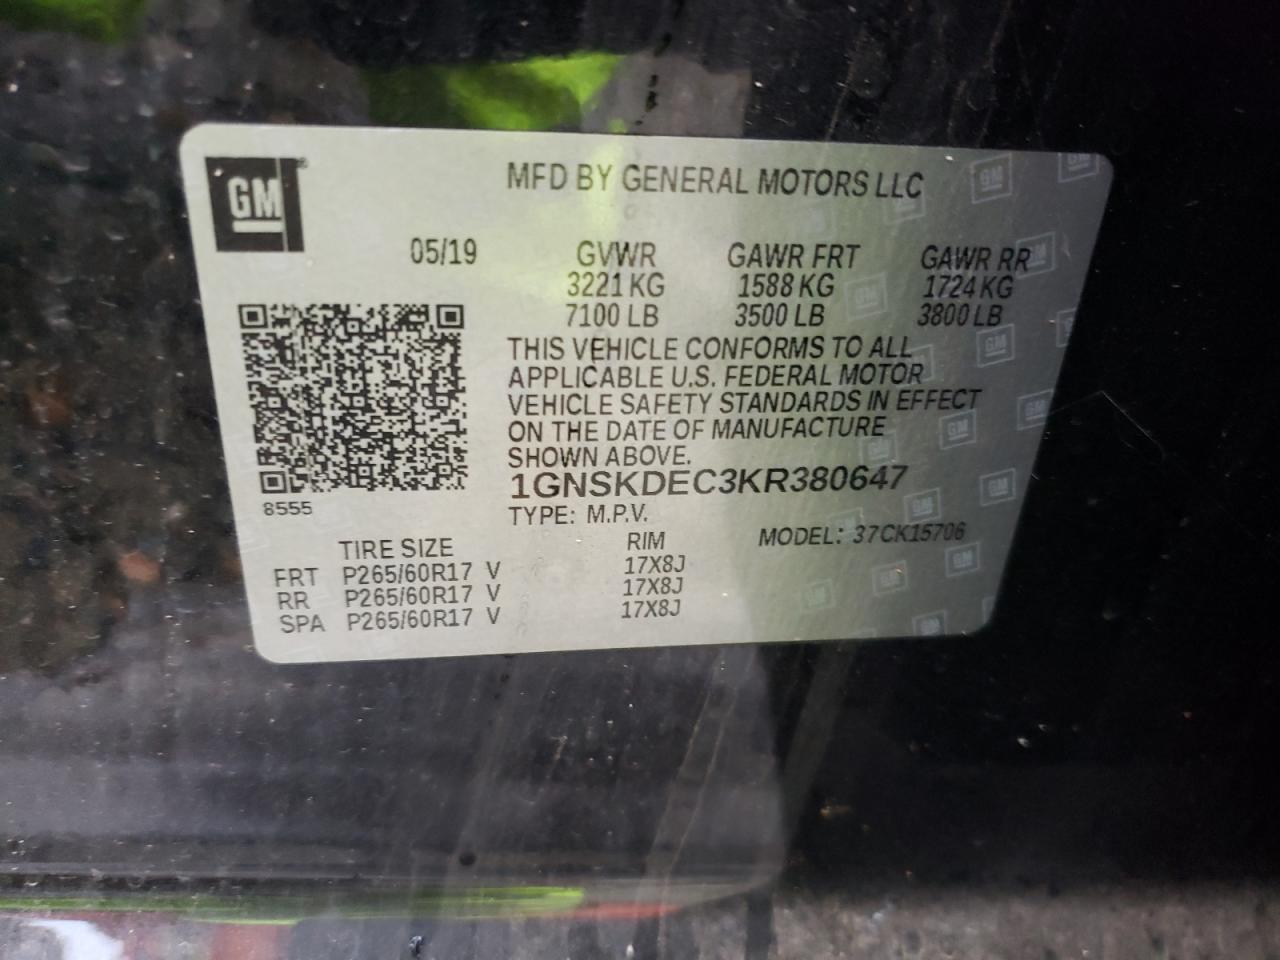 GM
MFD BY GENERAL MOTORS LLC
05/19 GVWR GAWR FRT GAWR RR
3221 KG 1588 KG 1724 KG
7100 LB 3500 LB 3800 LB
THIS VEHICLE CONFORMS TO ALL
APPLICABLE U.S. FEDERAL MOTOR
VEHICLE SAFETY STANDARDS IN EFFECT
ON THE DATE OF MANUFACTURE
SHOWN ABOVE.
1GNSKDEC3KR380647
8555
TYPE: M.P.V.
MODEL: 37CK15706
TIRE SIZE RIM
FRT P265/60R17 V 17X8J
RR P265/60R17 V 17X8J
SPA P265/60R17 V 17X8J